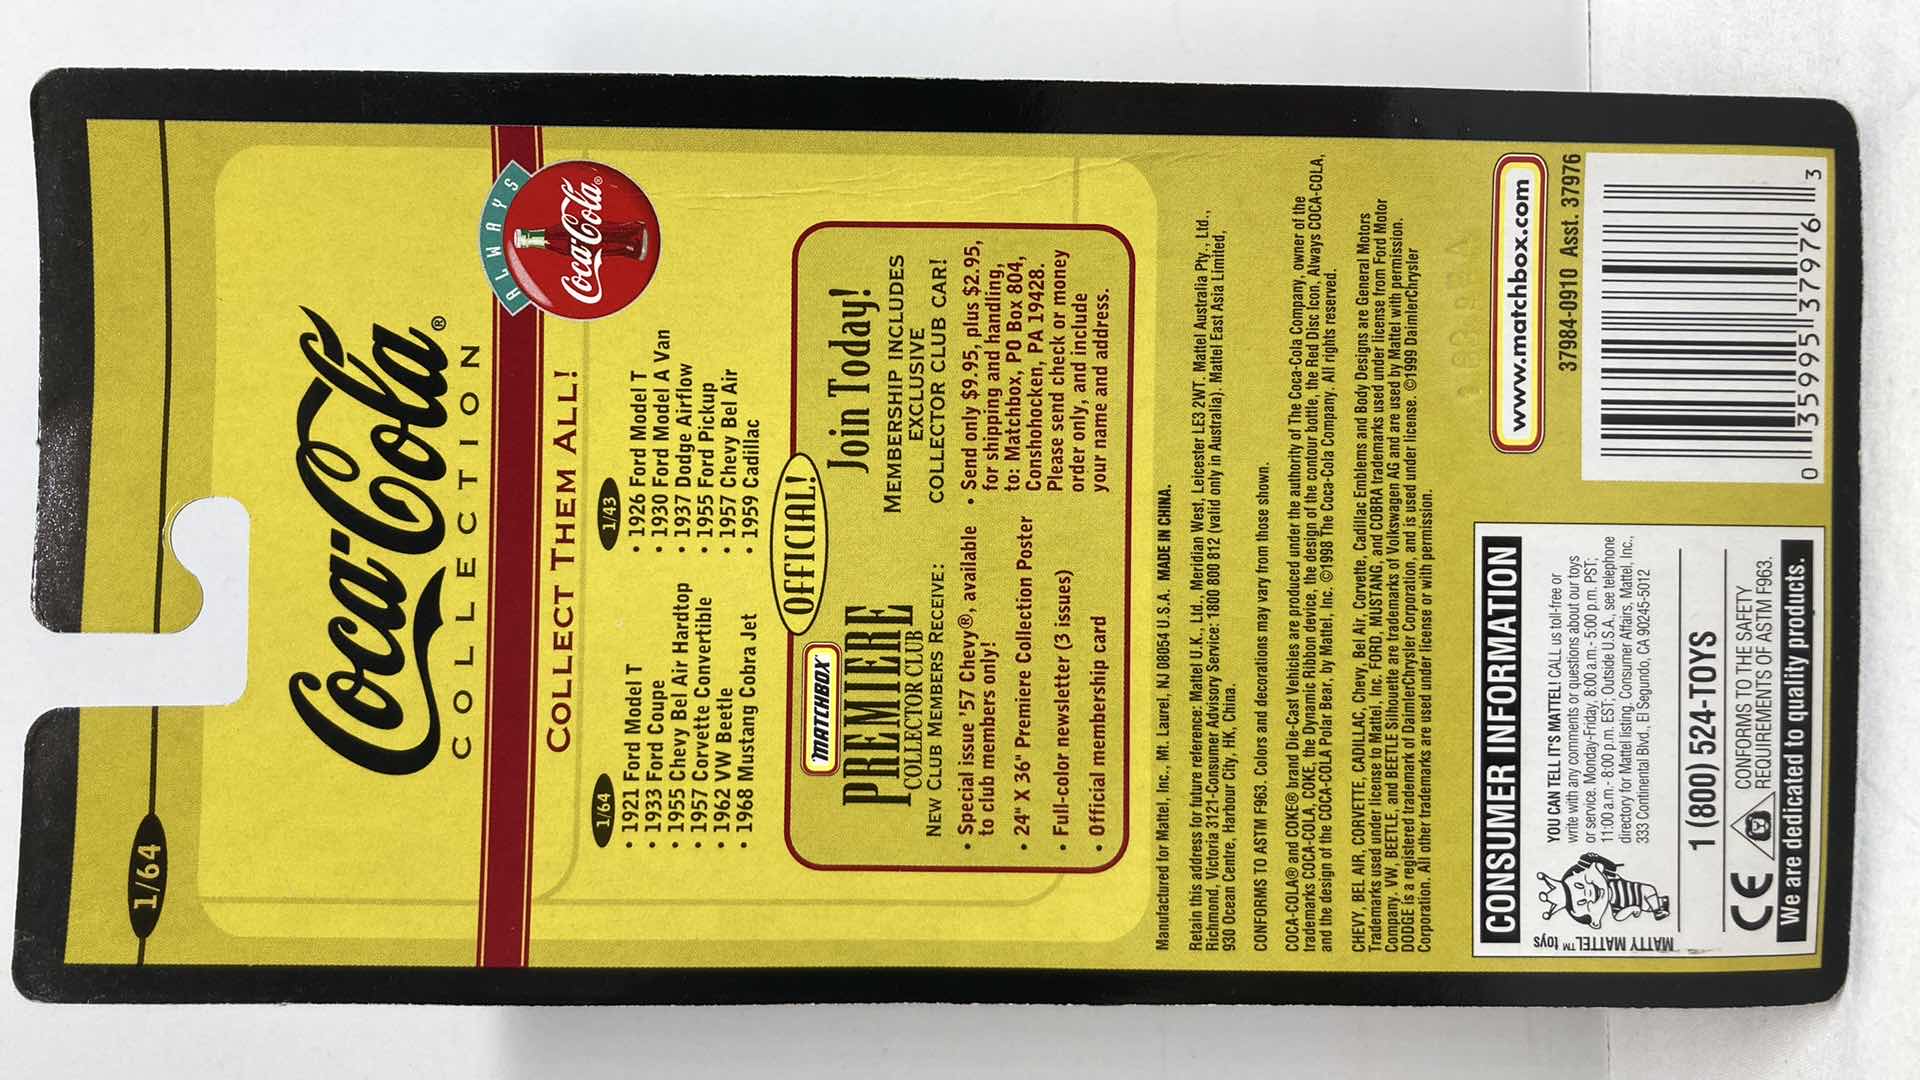 1/64
Coca-Cola®
COLLECTION
ALWAYS
Coca-Cola®
COLLECT THEM ALL!
1/64
• 1921 Ford Model T
• 1933 Ford Coupe
• 1955 Chevy Bel Air Hardtop
• 1957 Corvette Convertible
• 1962 VW Beetle
• 1968 Mustang Cobra Jet
1/43
• 1926 Ford Model T
• 1930 Ford Model A Van
• 1937 Dodge Airflow
• 1955 Ford Pickup
• 1957 Chevy Bel Air
• 1959 Cadillac
OFFICIAL!
MATCHBOX
PREMIERE
COLLECTOR CLUB
Join Today!
NEW CLUB MEMBERS RECEIVE:
• Special issue '57 Chevy®, available
to club members only!
• 24" X 36" Premiere Collection Poster
• Full-color newsletter (3 issues)
• Official membership card
MEMBERSHIP INCLUDES
EXCLUSIVE
COLLECTOR CLUB CAR!
• Send only $9.95, plus $2.95,
for shipping and handling,
to: Matchbox, PO Box 804,
Conshohocken, PA 19428.
Please send check or money
order only, and include
your name and address.
Manufactured for Mattel, Inc., Mt. Laurel, NJ 08054 U.S.A. MADE IN CHINA.
Retain this address for future reference: Mattel U.K., Ltd., Meridian West, Leicester LE3 2WT. Mattel Australia Pty., Ltd.,
Richmond, Victoria 3121-Consumer Advisory Service: 1800 800 812 (valid only in Australia). Mattel East Asia Limited,
930 Ocean Centre, Harbour City, HK, China.
CONFORMS TO ASTM F963. Colors and decorations may vary from those shown.
COCA-COLA® and COKE® brand Die-Cast Vehicles are produced under the authority of The Coca-Cola Company, owner of the
trademarks COCA-COLA, COKE, the Dynamic Ribbon device, the design of the contour bottle, the Red Disc Icon, Always COCA-COLA,
and the design of the COCA-COLA Polar Bear, by Mattel, Inc. ©1998 The Coca-Cola Company. All rights reserved.
CHEVY, BEL AIR, CORVETTE, CADILLAC, Chevy, Bel Air, Corvette, Cadillac Emblems and Body Designs are General Motors
Trademarks used under license to Mattel, Inc. FORD, MUSTANG, and COBRA trademarks used under license from Ford Motor
Company. VW, BEETLE, and BEETLE Silhouette are trademarks of Volkswagen AG and are used by Mattel with permission.
DODGE is a registered trademark of DaimlerChrysler Corporation, and is used under license. ©1999 DaimlerChrysler
Corporation. All other trademarks are used under license or with permission.
CONSUMER INFORMATION
MATTY MATTEL™ toys
YOU CAN TELL IT'S MATTEL! CALL us toll-free or
write with any comments or questions about our toys
or service. Monday-Friday, 8:00 a.m.- 5:00 p.m. PST;
11:00 a.m.- 8:00 p.m. EST; Outside U.S.A., see telephone
directory for Mattel listing. Consumer Affairs, Mattel, Inc.,
333 Continental Blvd., El Segundo, CA 90245-5012
1 (800) 524-TOYS
CE
CONFORMS TO THE SAFETY
REQUIREMENTS OF ASTM F963.
We are dedicated to quality products.
www.matchbox.com
37984-0910 Asst. 37976
0 35995 37976 3